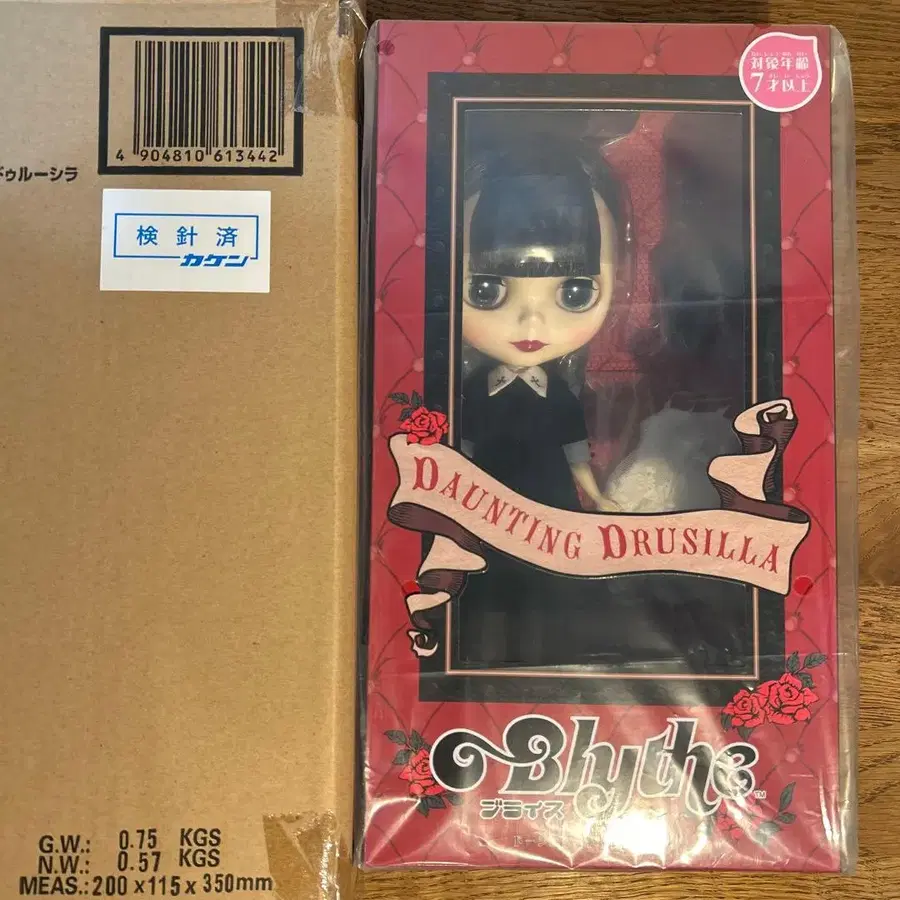 4 904810 613442
ドゥルーシラ
検針済
カケン
G.W.: 0.75 KGS
N.W.: 0.57 KGS
MEAS.:200×115×350mm
対象年齢
7才以上
DAUNTING DRUSILLA
Blythe
TM
ブライス